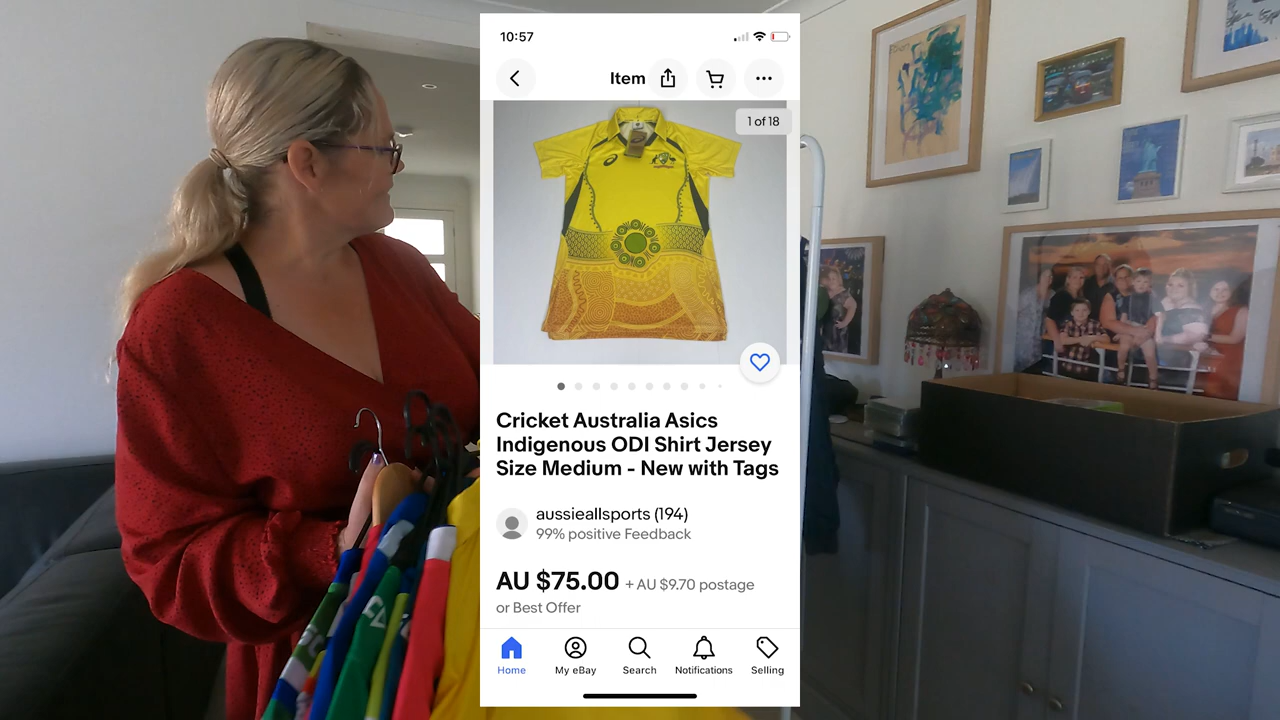 10:57
Item
1 of 18
Cricket Australia Asics
Indigenous ODI Shirt Jersey
Size Medium - New with Tags
aussieallsports (194)
99% positive Feedback
AU $75.00 + AU $9.70 postage
or Best Offer
Home My eBay Search Notifications Selling